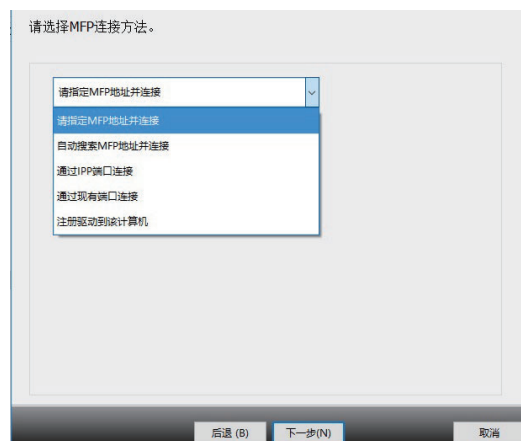 请选择MFP连接方法。
请指定MFP地址并连接
请指定MFP地址并连接
自动搜索MFP地址并连接
通过IPP端口连接
通过现有端口连接
注册驱动到该计算机
后退 (B) 下一步(N) 取消